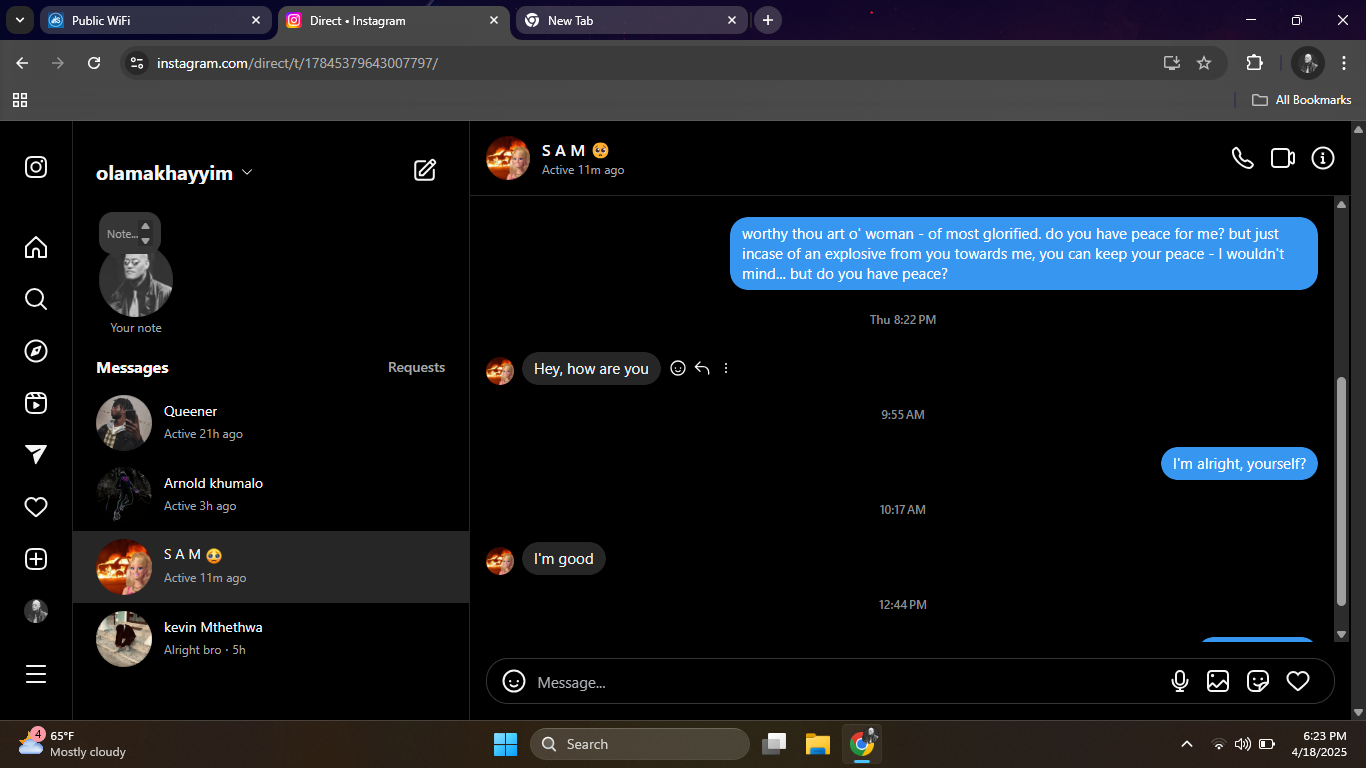 Public WiFi
Direct • Instagram
New Tab
instagram.com/direct/t/17845379643007797/
All Bookmarks
olamakhayyim
Note...
Your note
Messages
Requests
Queener
Active 21h ago
Arnold khumalo
Active 3h ago
S A M 🥹
Active 11m ago
kevin Mthethwa
Alright bro · 5h
S A M 🥺
Active 11m ago
worthy thou art o' woman - of most glorified. do you have peace for me? but just
incase of an explosive from you towards me, you can keep your peace - I wouldn't
mind... but do you have peace?
Thu 8:22 PM
Hey, how are you
9:55 AM
I'm alright, yourself?
10:17 AM
I'm good
12:44 PM
Message...
4
65°F
Mostly cloudy
Search
6:23 PM
4/18/2025